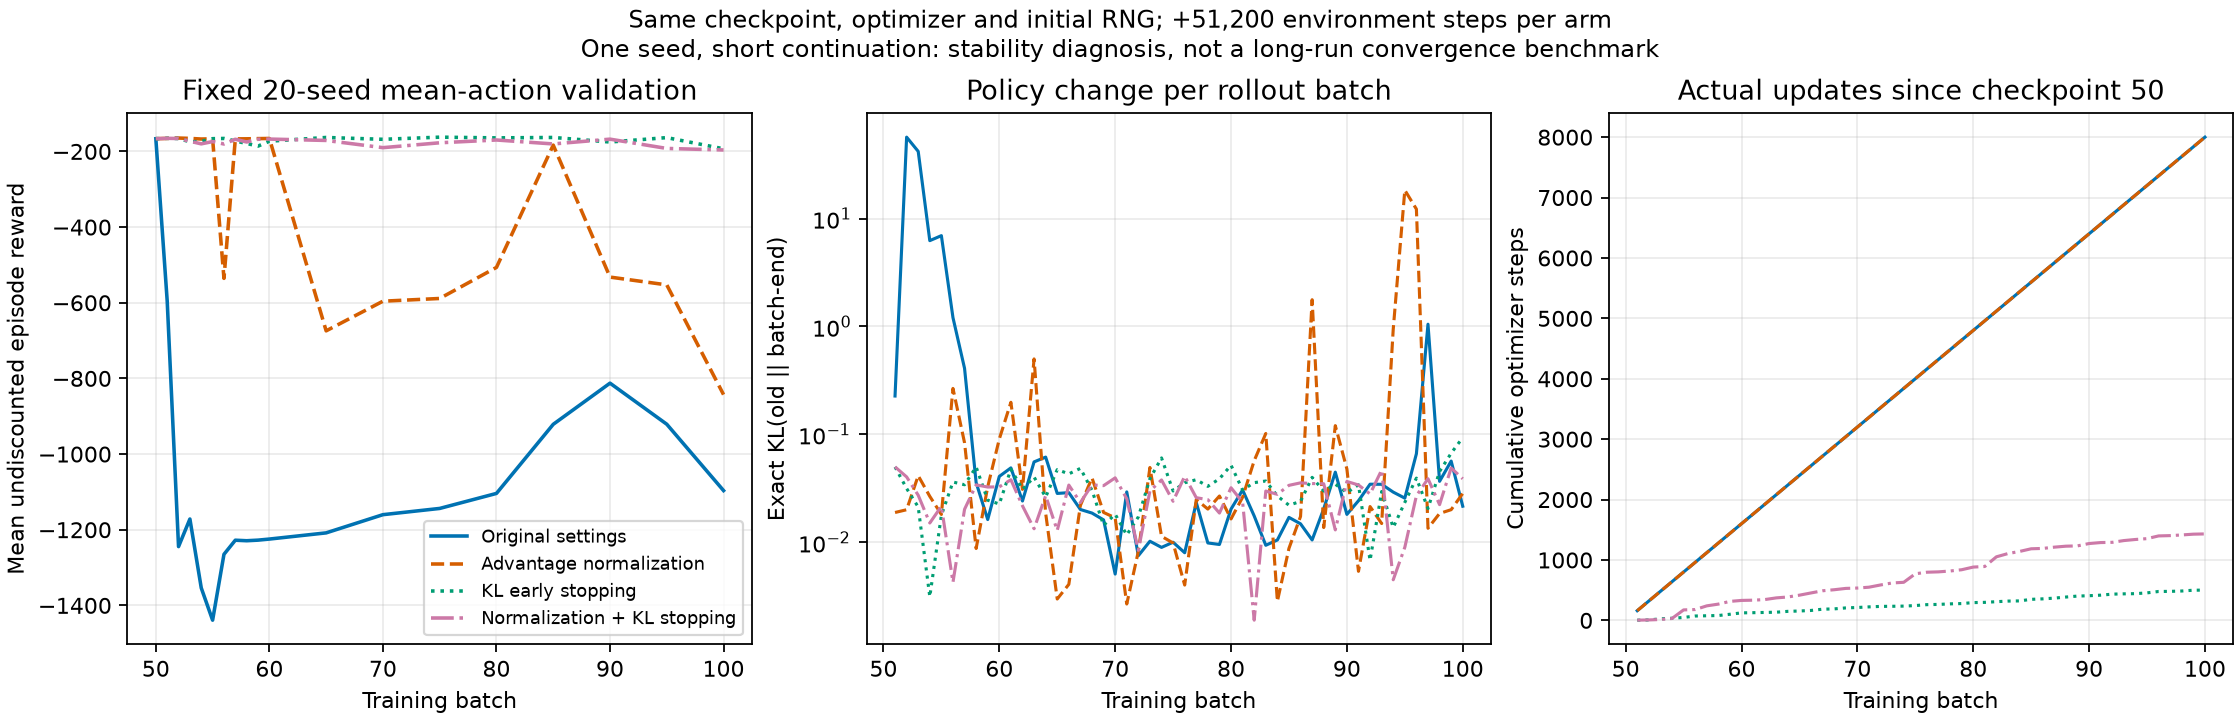 Same checkpoint, optimizer and initial RNG; +51,200 environment steps per arm
One seed, short continuation: stability diagnosis, not a long-run convergence benchmark
Fixed 20-seed mean-action validation
Mean undiscounted episode reward
−200
−400
−600
−800
−1000
−1200
−1400
50
60
70
80
90
100
Training batch
Original settings
Advantage normalization
KL early stopping
Normalization + KL stopping
Policy change per rollout batch
Exact KL(old || batch-end)
10¹
10⁰
10⁻¹
10⁻²
50
60
70
80
90
100
Training batch
Actual updates since checkpoint 50
Cumulative optimizer steps
8000
7000
6000
5000
4000
3000
2000
1000
0
50
60
70
80
90
100
Training batch